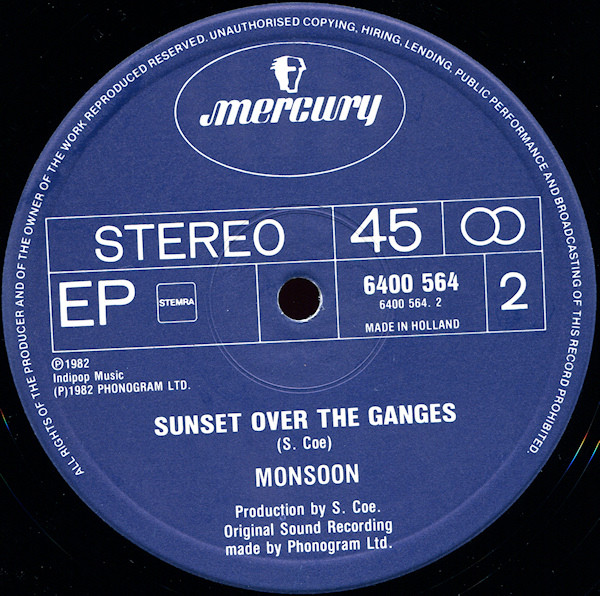 ALL RIGHTS OF THE PRODUCER AND OF THE OWNER OF THE WORK REPRODUCED RESERVED. UNAUTHORISED COPYING, HIRING, LENDING, PUBLIC PERFORMANCE AND BROADCASTING OF THIS RECORD PROHIBITED.
mercury
STEREO 45
EP STEMRA 6400 564 2
6400 564. 2
MADE IN HOLLAND
Ⓟ1982
Indipop Music
(P)1982 PHONOGRAM LTD.
SUNSET OVER THE GANGES
(S. Coe)
MONSOON
Production by S. Coe.
Original Sound Recording
made by Phonogram Ltd.